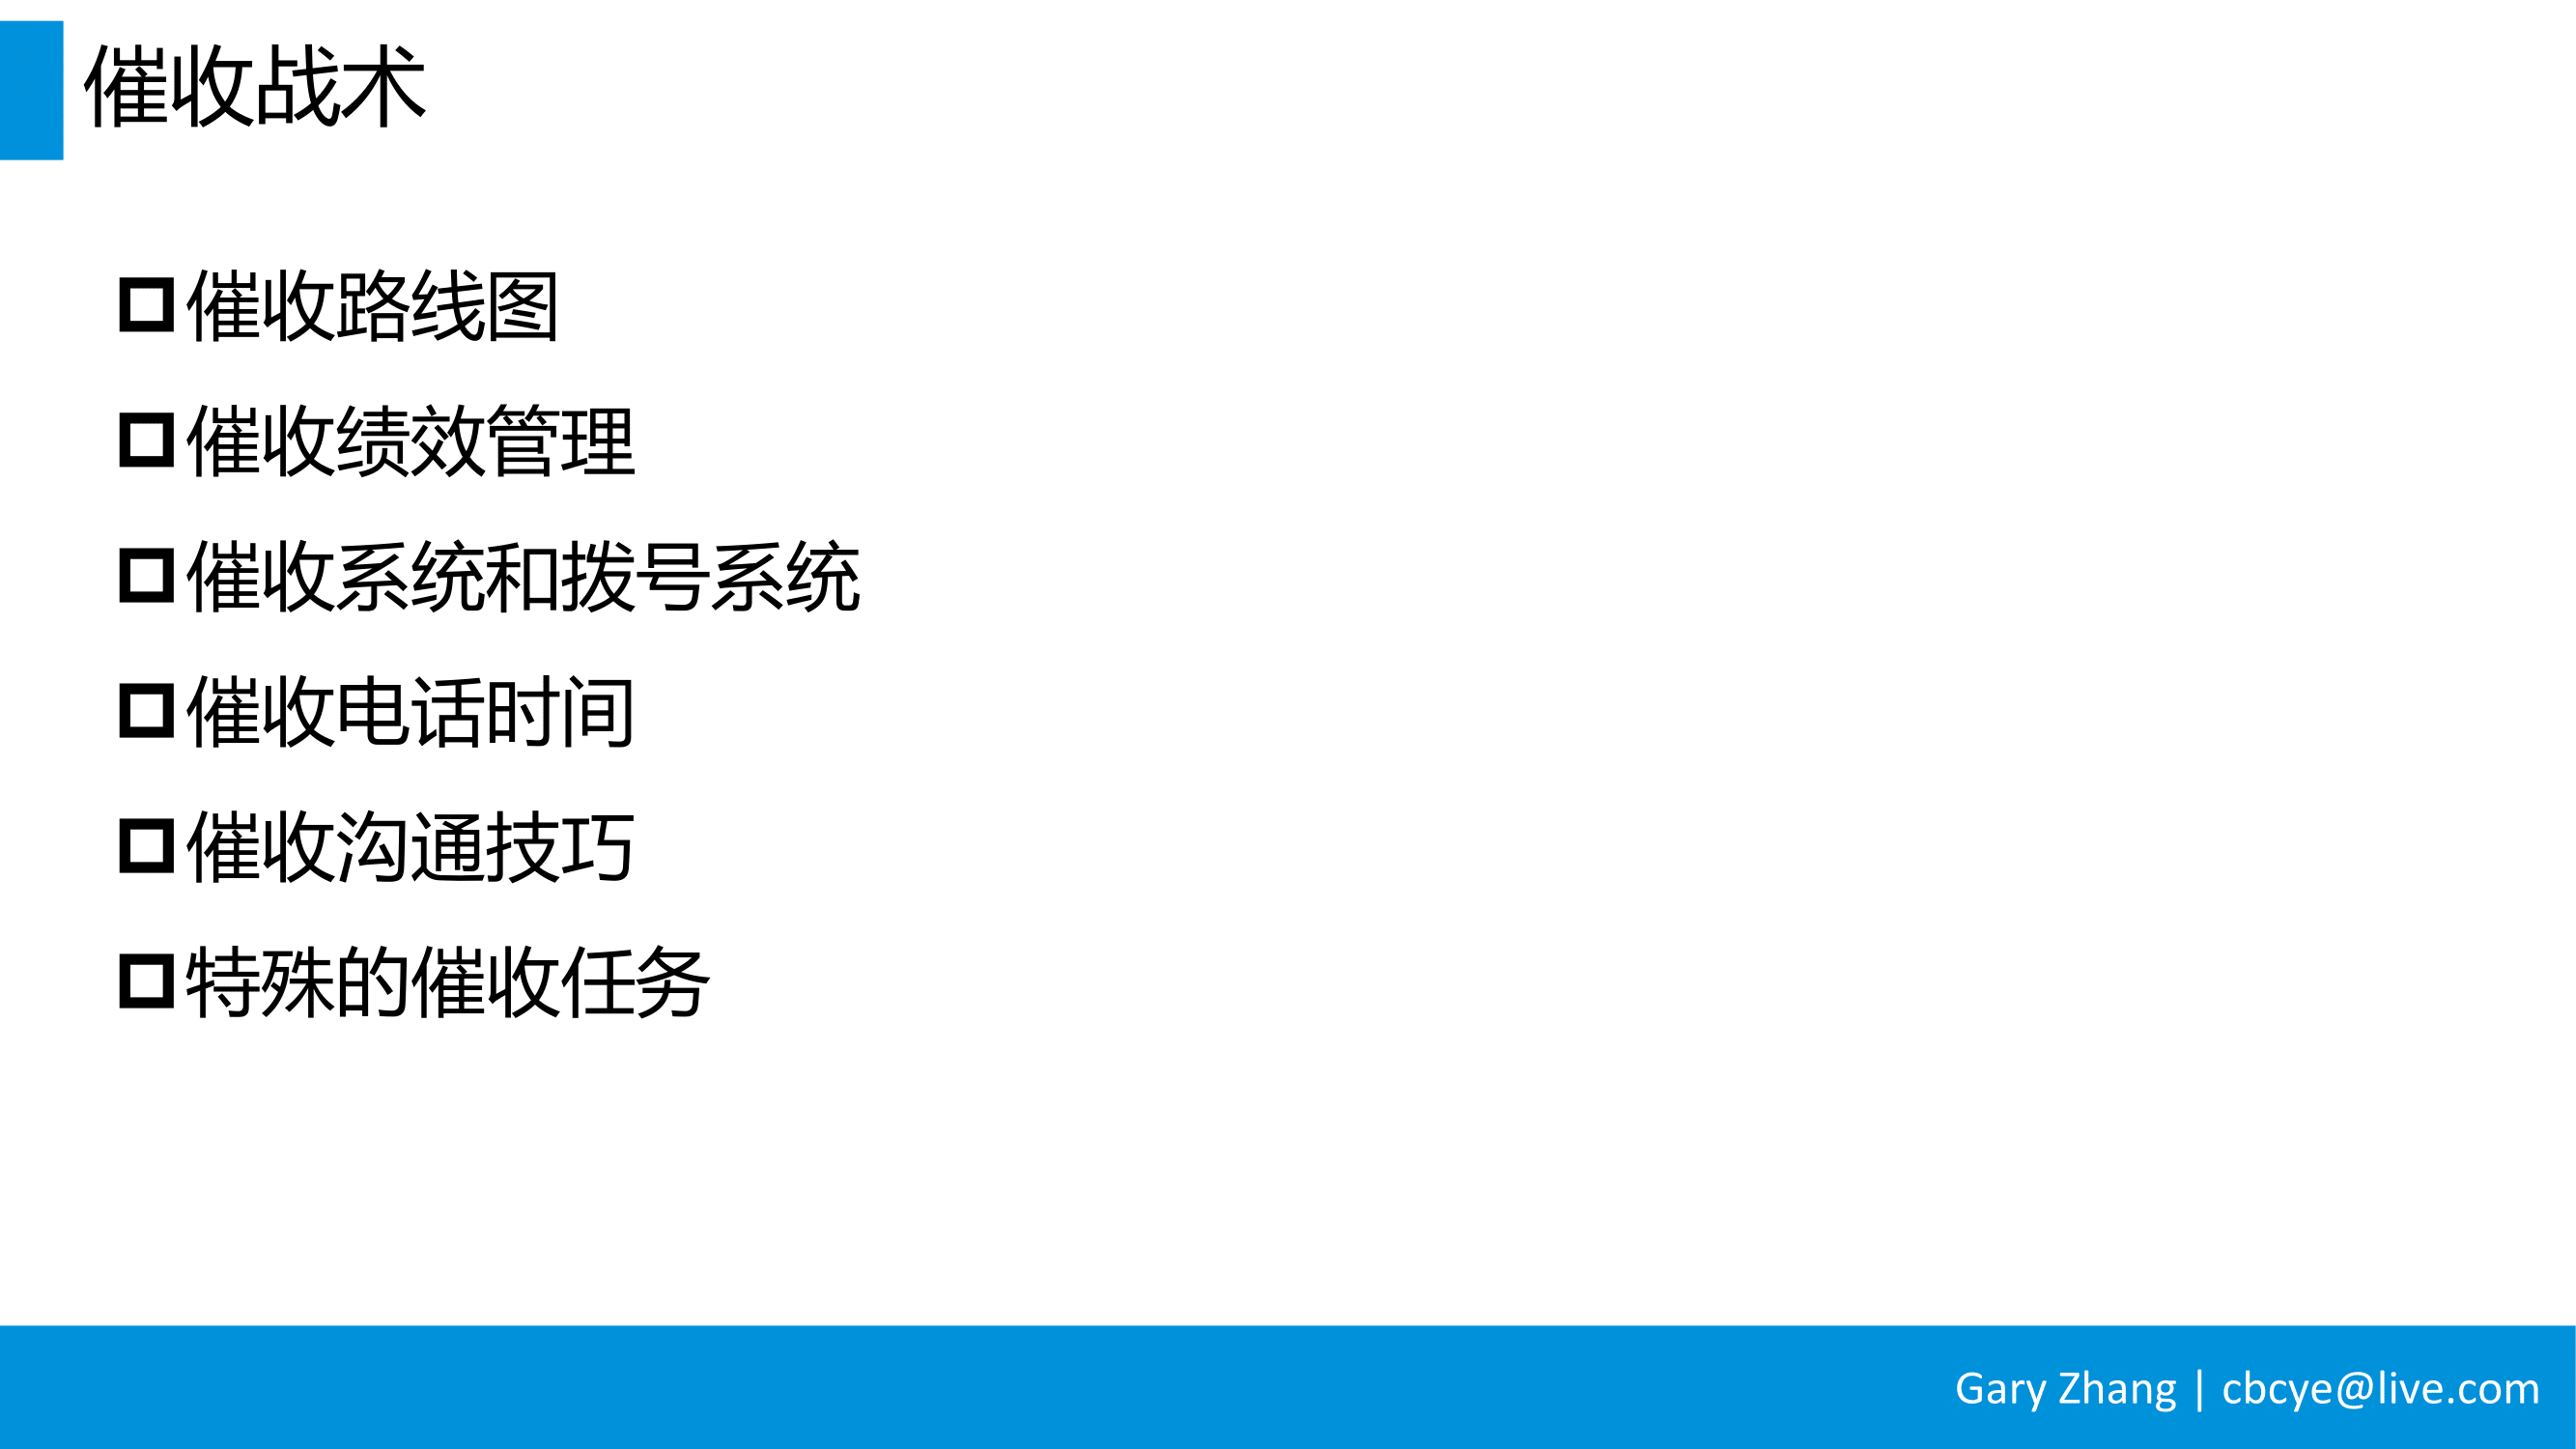 催收战术
催收路线图
催收绩效管理
催收系统和拨号系统
催收电话时间
催收沟通技巧
特殊的催收任务
Gary Zhang | cbcye@live.com